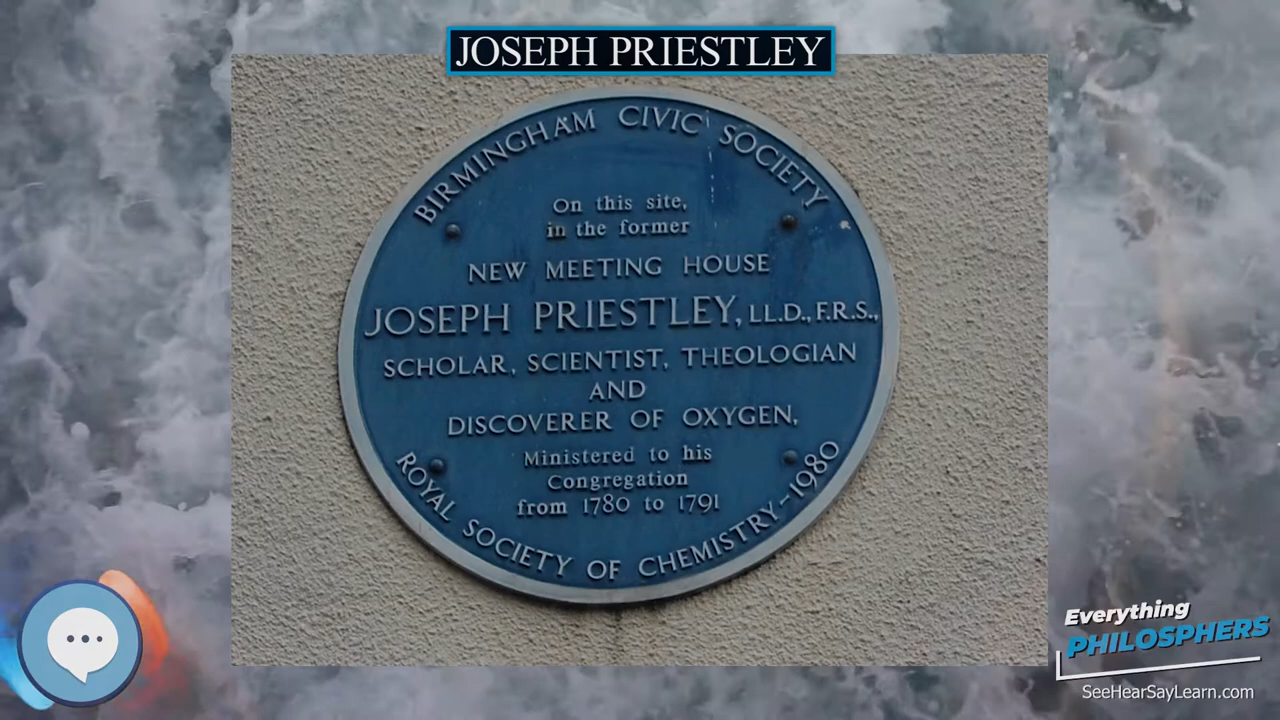 JOSEPH PRIESTLEY
BIRMINGHAM CIVIC SOCIETY
On this site,
in the former
NEW MEETING HOUSE
JOSEPH PRIESTLEY, LL.D., F.R.S.,
SCHOLAR, SCIENTIST, THEOLOGIAN
AND
DISCOVERER OF OXYGEN,
Ministered to his
Congregation
from 1780 to 1791
ROYAL SOCIETY OF CHEMISTRY-1980
Everything
PHILOSPHERS
SeeHearSayLearn.com